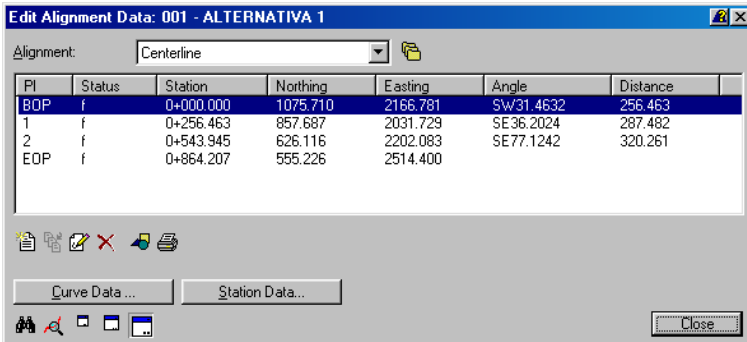 Edit Alignment Data: 001 - ALTERNATIVA 1
Alignment: Centerline
PI Status Station Northing Easting Angle Distance
BOP f 0+000.000 1075.710 2166.781 SW31.4632 256.463
1 f 0+256.463 857.687 2031.729 SE36.2024 287.482
2 f 0+543.945 626.116 2202.083 SE77.1242 320.261
EOP f 0+864.207 555.226 2514.400
Curve Data ... Station Data...
Close